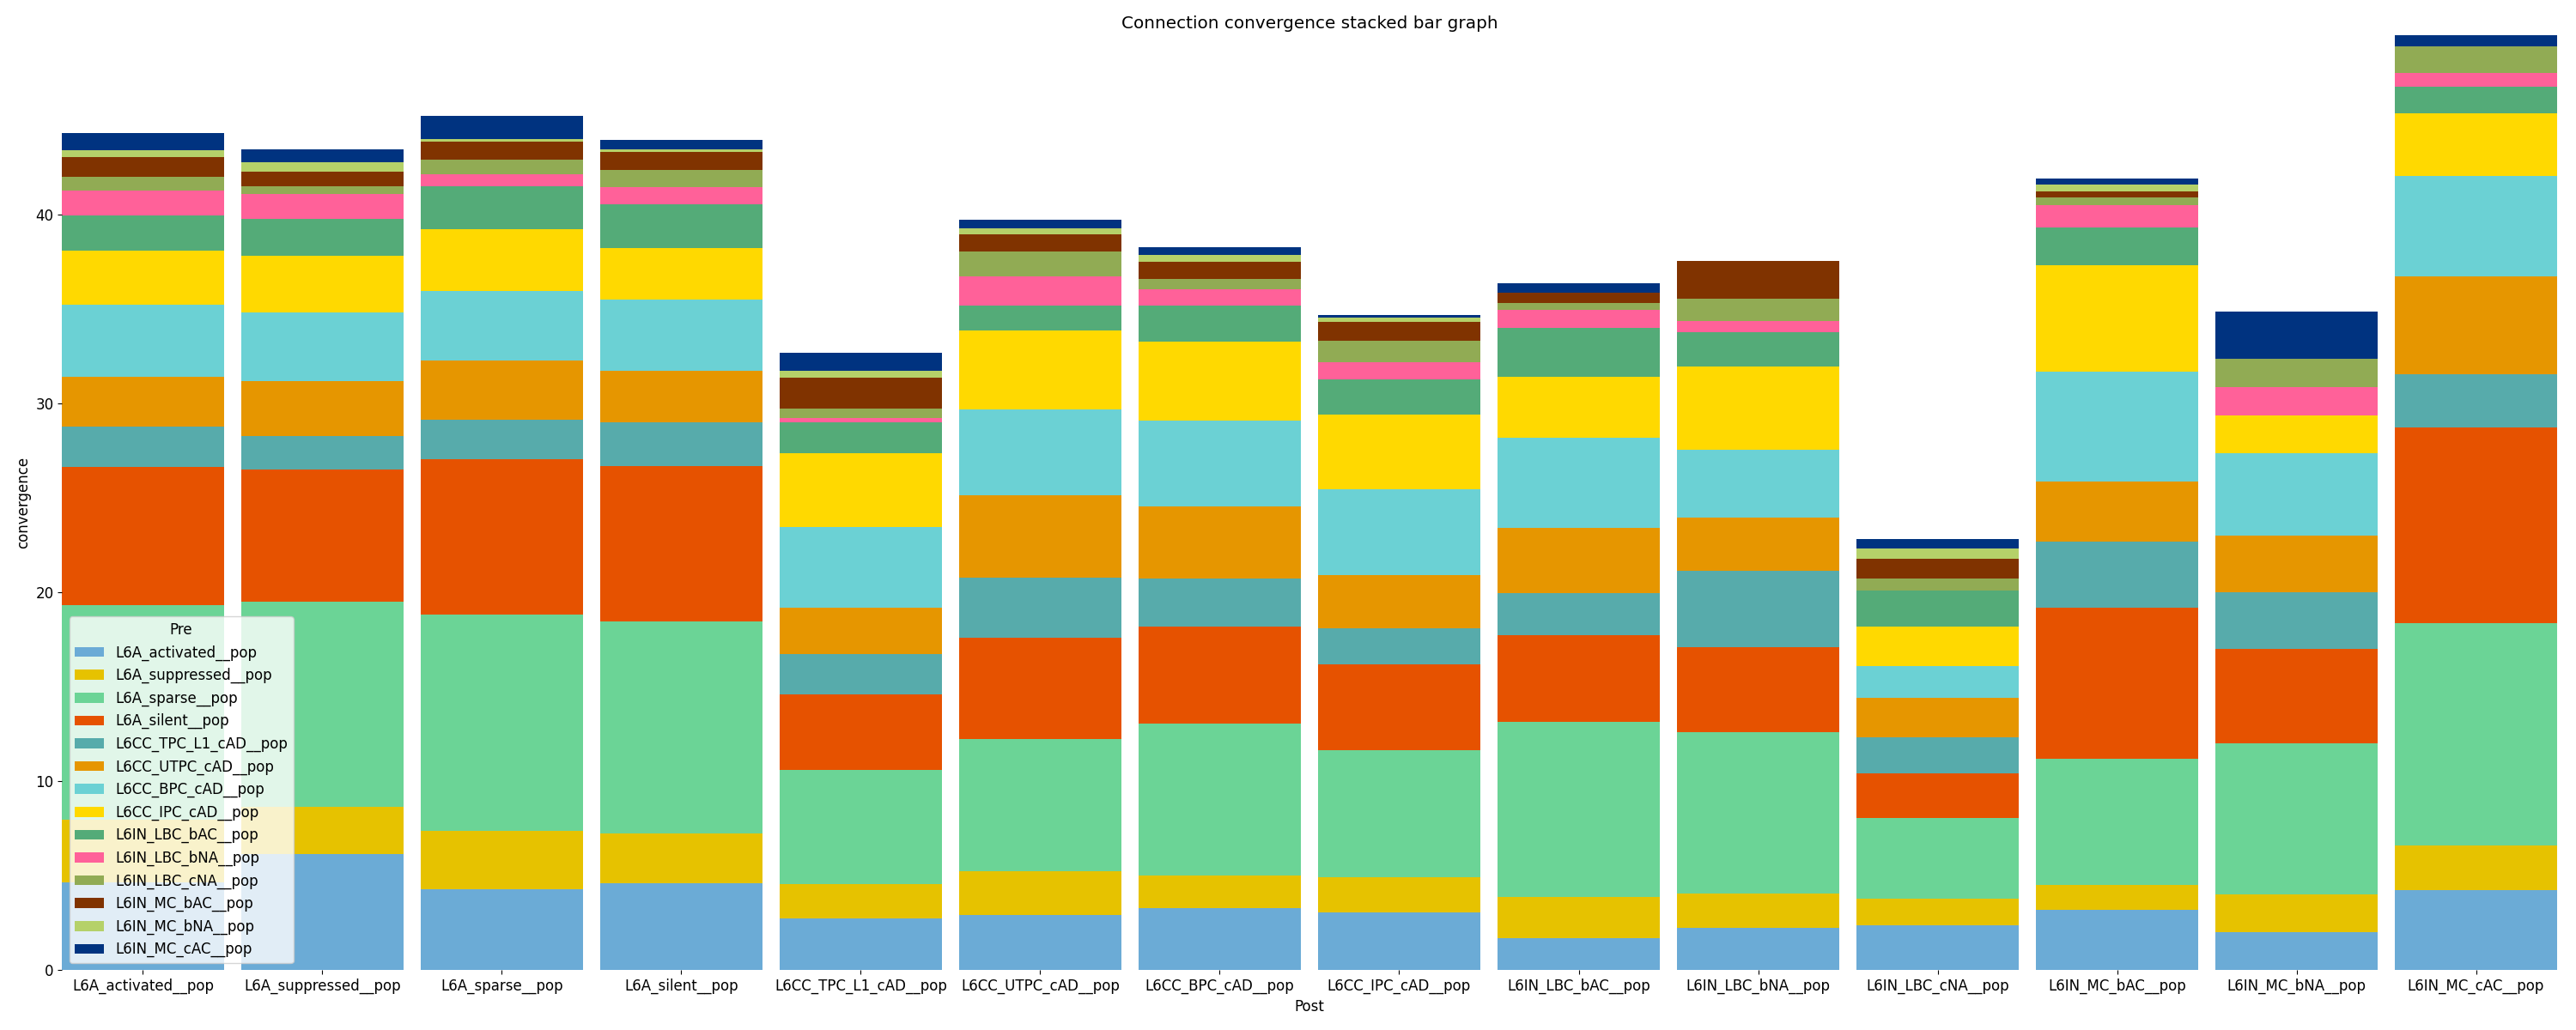 Connection convergence stacked bar graph
convergence
40
30
20
10
0
Pre
L6A_activated__pop
L6A_suppressed__pop
L6A_sparse__pop
L6A_silent__pop
L6CC_TPC_L1_cAD__pop
L6CC_UTPC_cAD__pop
L6CC_BPC_cAD__pop
L6CC_IPC_cAD__pop
L6IN_LBC_bAC__pop
L6IN_LBC_bNA__pop
L6IN_LBC_cNA__pop
L6IN_MC_bAC__pop
L6IN_MC_bNA__pop
L6IN_MC_cAC__pop
L6A_activated__pop L6A_suppressed__pop L6A_sparse__pop L6A_silent__pop L6CC_TPC_L1_cAD__pop L6CC_UTPC_cAD__pop L6CC_BPC_cAD__pop L6CC_IPC_cAD__pop L6IN_LBC_bAC__pop L6IN_LBC_bNA__pop L6IN_LBC_cNA__pop L6IN_MC_bAC__pop L6IN_MC_bNA__pop L6IN_MC_cAC__pop
Post